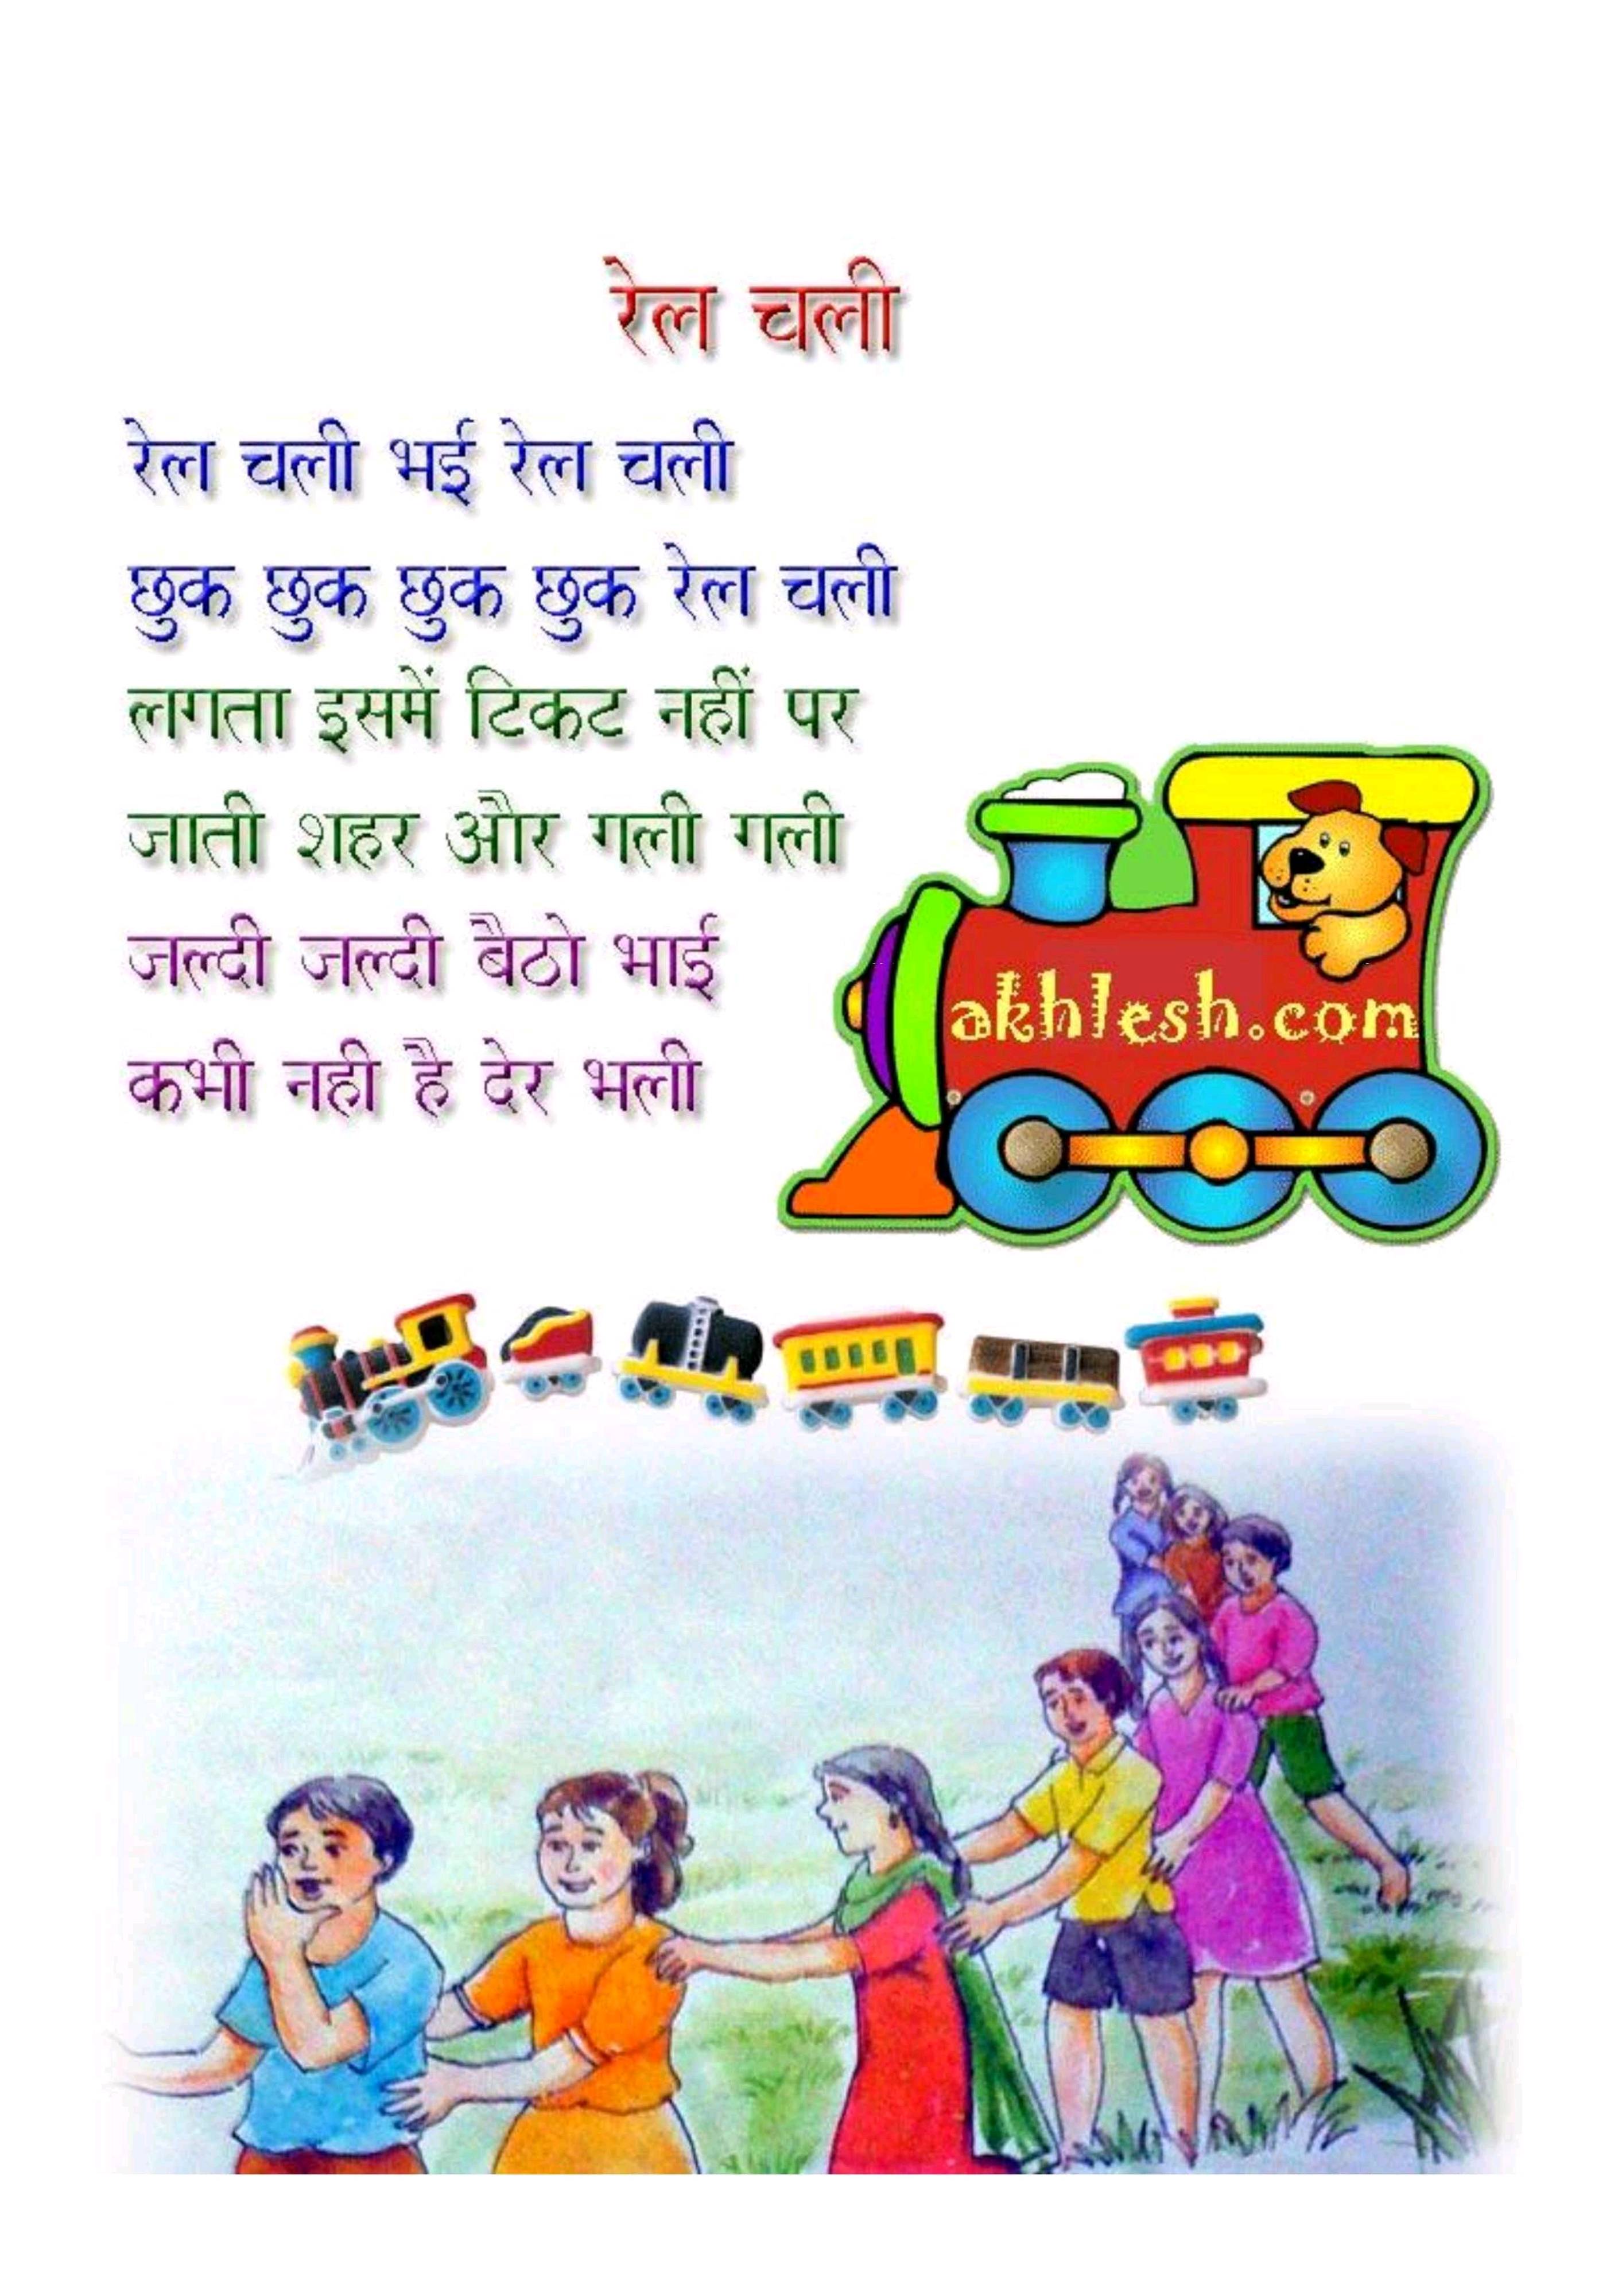 रेल चली
रेल चली भई रेल चली
छुक छुक छुक छुक रेल चली
लगता इसमें टिकट नहीं पर
जाती शहर और गली गली
जल्दी जल्दी बैठो भाई
कभी नही है देर भली
akhlesh.com